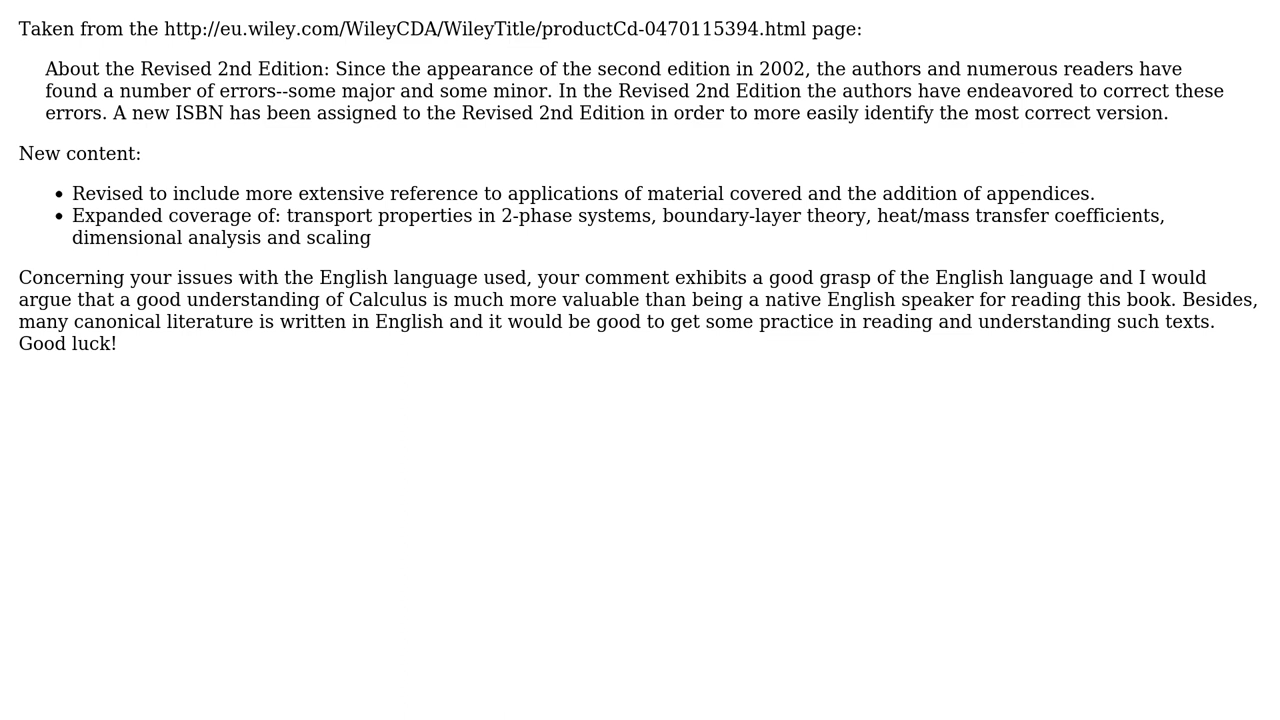 Taken from the http://eu.wiley.com/WileyCDA/WileyTitle/productCd-0470115394.html page:
About the Revised 2nd Edition: Since the appearance of the second edition in 2002, the authors and numerous readers have
found a number of errors--some major and some minor. In the Revised 2nd Edition the authors have endeavored to correct these
errors. A new ISBN has been assigned to the Revised 2nd Edition in order to more easily identify the most correct version.
New content:
• Revised to include more extensive reference to applications of material covered and the addition of appendices.
• Expanded coverage of: transport properties in 2-phase systems, boundary-layer theory, heat/mass transfer coefficients,
dimensional analysis and scaling
Concerning your issues with the English language used, your comment exhibits a good grasp of the English language and I would
argue that a good understanding of Calculus is much more valuable than being a native English speaker for reading this book. Besides,
many canonical literature is written in English and it would be good to get some practice in reading and understanding such texts.
Good luck!